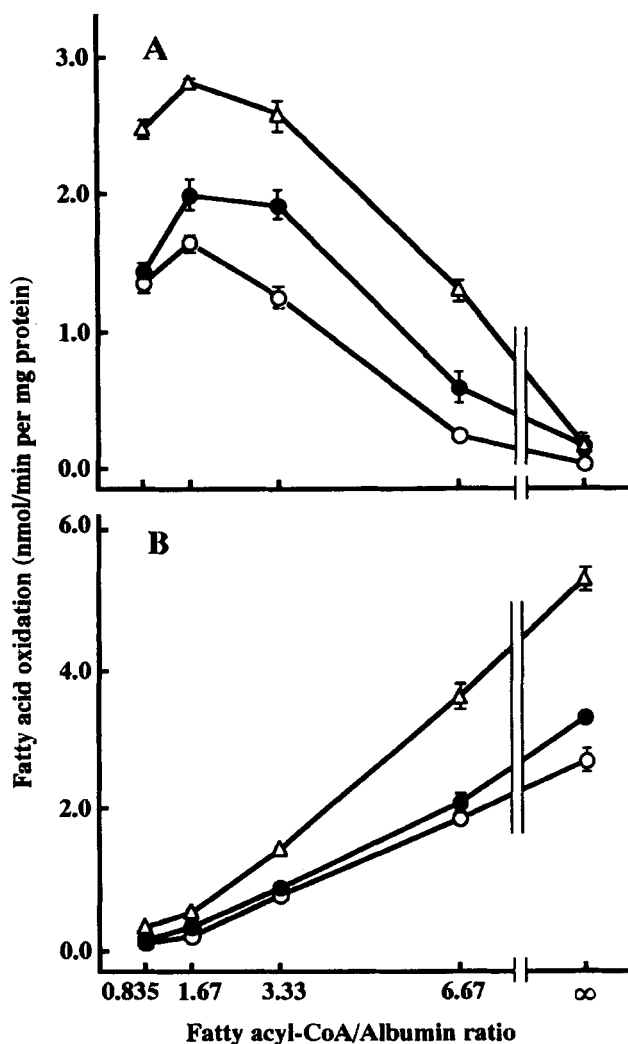 A
3.0
2.0
1.0
0.0
Fatty acid oxidation (nmol/min per mg protein)
B
6.0
4.0
2.0
0.0
0.835 1.67 3.33 6.67 ∞
Fatty acyl-CoA/Albumin ratio